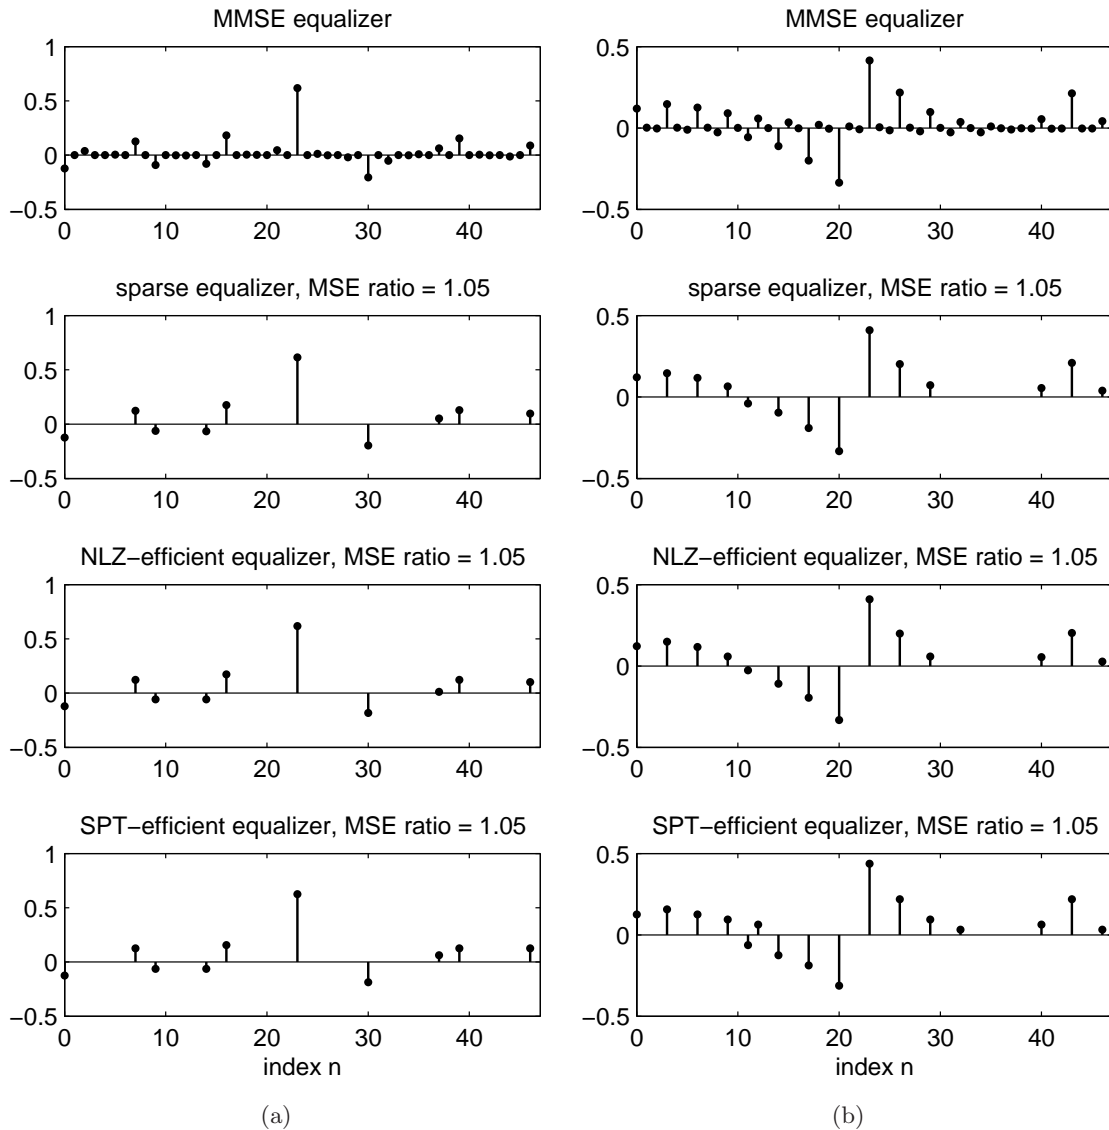 MMSE equalizer
1
0.5
0
−0.5
0 10 20 30 40
sparse equalizer, MSE ratio = 1.05
1
0.5
0
−0.5
0 10 20 30 40
NLZ−efficient equalizer, MSE ratio = 1.05
1
0.5
0
−0.5
0 10 20 30 40
SPT−efficient equalizer, MSE ratio = 1.05
1
0.5
0
−0.5
0 10 20 30 40
index n
(a)
MMSE equalizer
0.5
0
−0.5
0 10 20 30 40
sparse equalizer, MSE ratio = 1.05
0.5
0
−0.5
0 10 20 30 40
NLZ−efficient equalizer, MSE ratio = 1.05
0.5
0
−0.5
0 10 20 30 40
SPT−efficient equalizer, MSE ratio = 1.05
0.5
0
−0.5
0 10 20 30 40
index n
(b)